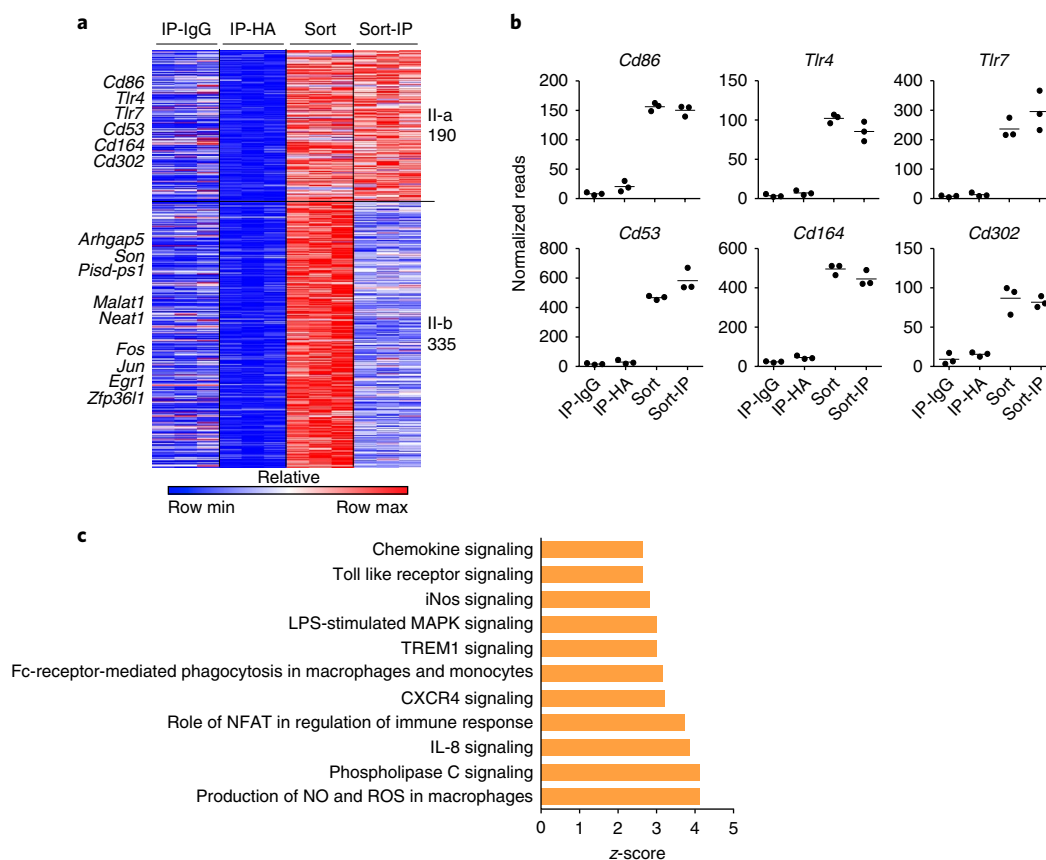 a
IP-IgG IP-HA Sort Sort-IP
Cd86
Tlr4
Tlr7
Cd53
Cd164
Cd302
II-a
190
Arhgap5
Son
Pisd-ps1
Malat1
Neat1
Fos
Jun
Egr1
Zfp36l1
II-b
335
Relative
Row min Row max
b
Normalized reads
Cd86
200
150
100
50
0
Tlr4
150
100
50
0
Tlr7
400
300
200
100
0
Cd53
800
600
400
200
0
IP-IgG IP-HA Sort Sort-IP
Cd164
600
400
200
0
IP-IgG IP-HA Sort Sort-IP
Cd302
150
100
50
0
IP-IgG IP-HA Sort Sort-IP
c
Chemokine signaling
Toll like receptor signaling
iNos signaling
LPS-stimulated MAPK signaling
TREM1 signaling
Fc-receptor-mediated phagocytosis in macrophages and monocytes
CXCR4 signaling
Role of NFAT in regulation of immune response
IL-8 signaling
Phospholipase C signaling
Production of NO and ROS in macrophages
0 1 2 3 4 5
z-score